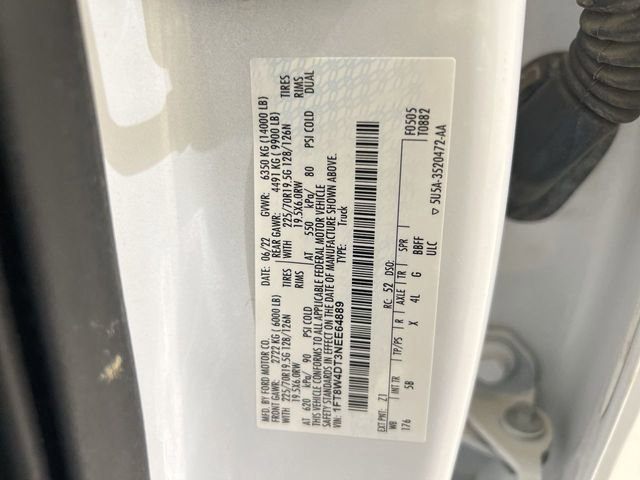 MFD. BY FORD MOTOR CO. DATE: 06/22 GVWR: 6350 KG (14000 LB)
FRONT GAWR: 2722 KG (6000 LB) REAR GAWR: 4491 KG (9900 LB)
WITH 225/70R19.5G 128/126N TIRES WITH 225/70R19.5G 128/126N TIRES
19.5X6.0RW RIMS 19.5X6.0RW RIMS
AT 620 kPa/ 90 PSI COLD AT 550 kPa/ 80 PSI COLD DUAL
THIS VEHICLE CONFORMS TO ALL APPLICABLE FEDERAL MOTOR VEHICLE
SAFETY STANDARDS IN EFFECT ON THE DATE OF MANUFACTURE SHOWN ABOVE.
VIN: 1FT8W4DT3NEE64889 TYPE: Truck
F0505
T0882
EXT PNT: Z1 RC: 52 DSO:
WB INT TR TP/PS R AXLE TR SPR
176 5B X 4L G BBFF
ULC
▽ 5U5A-3520472-AA